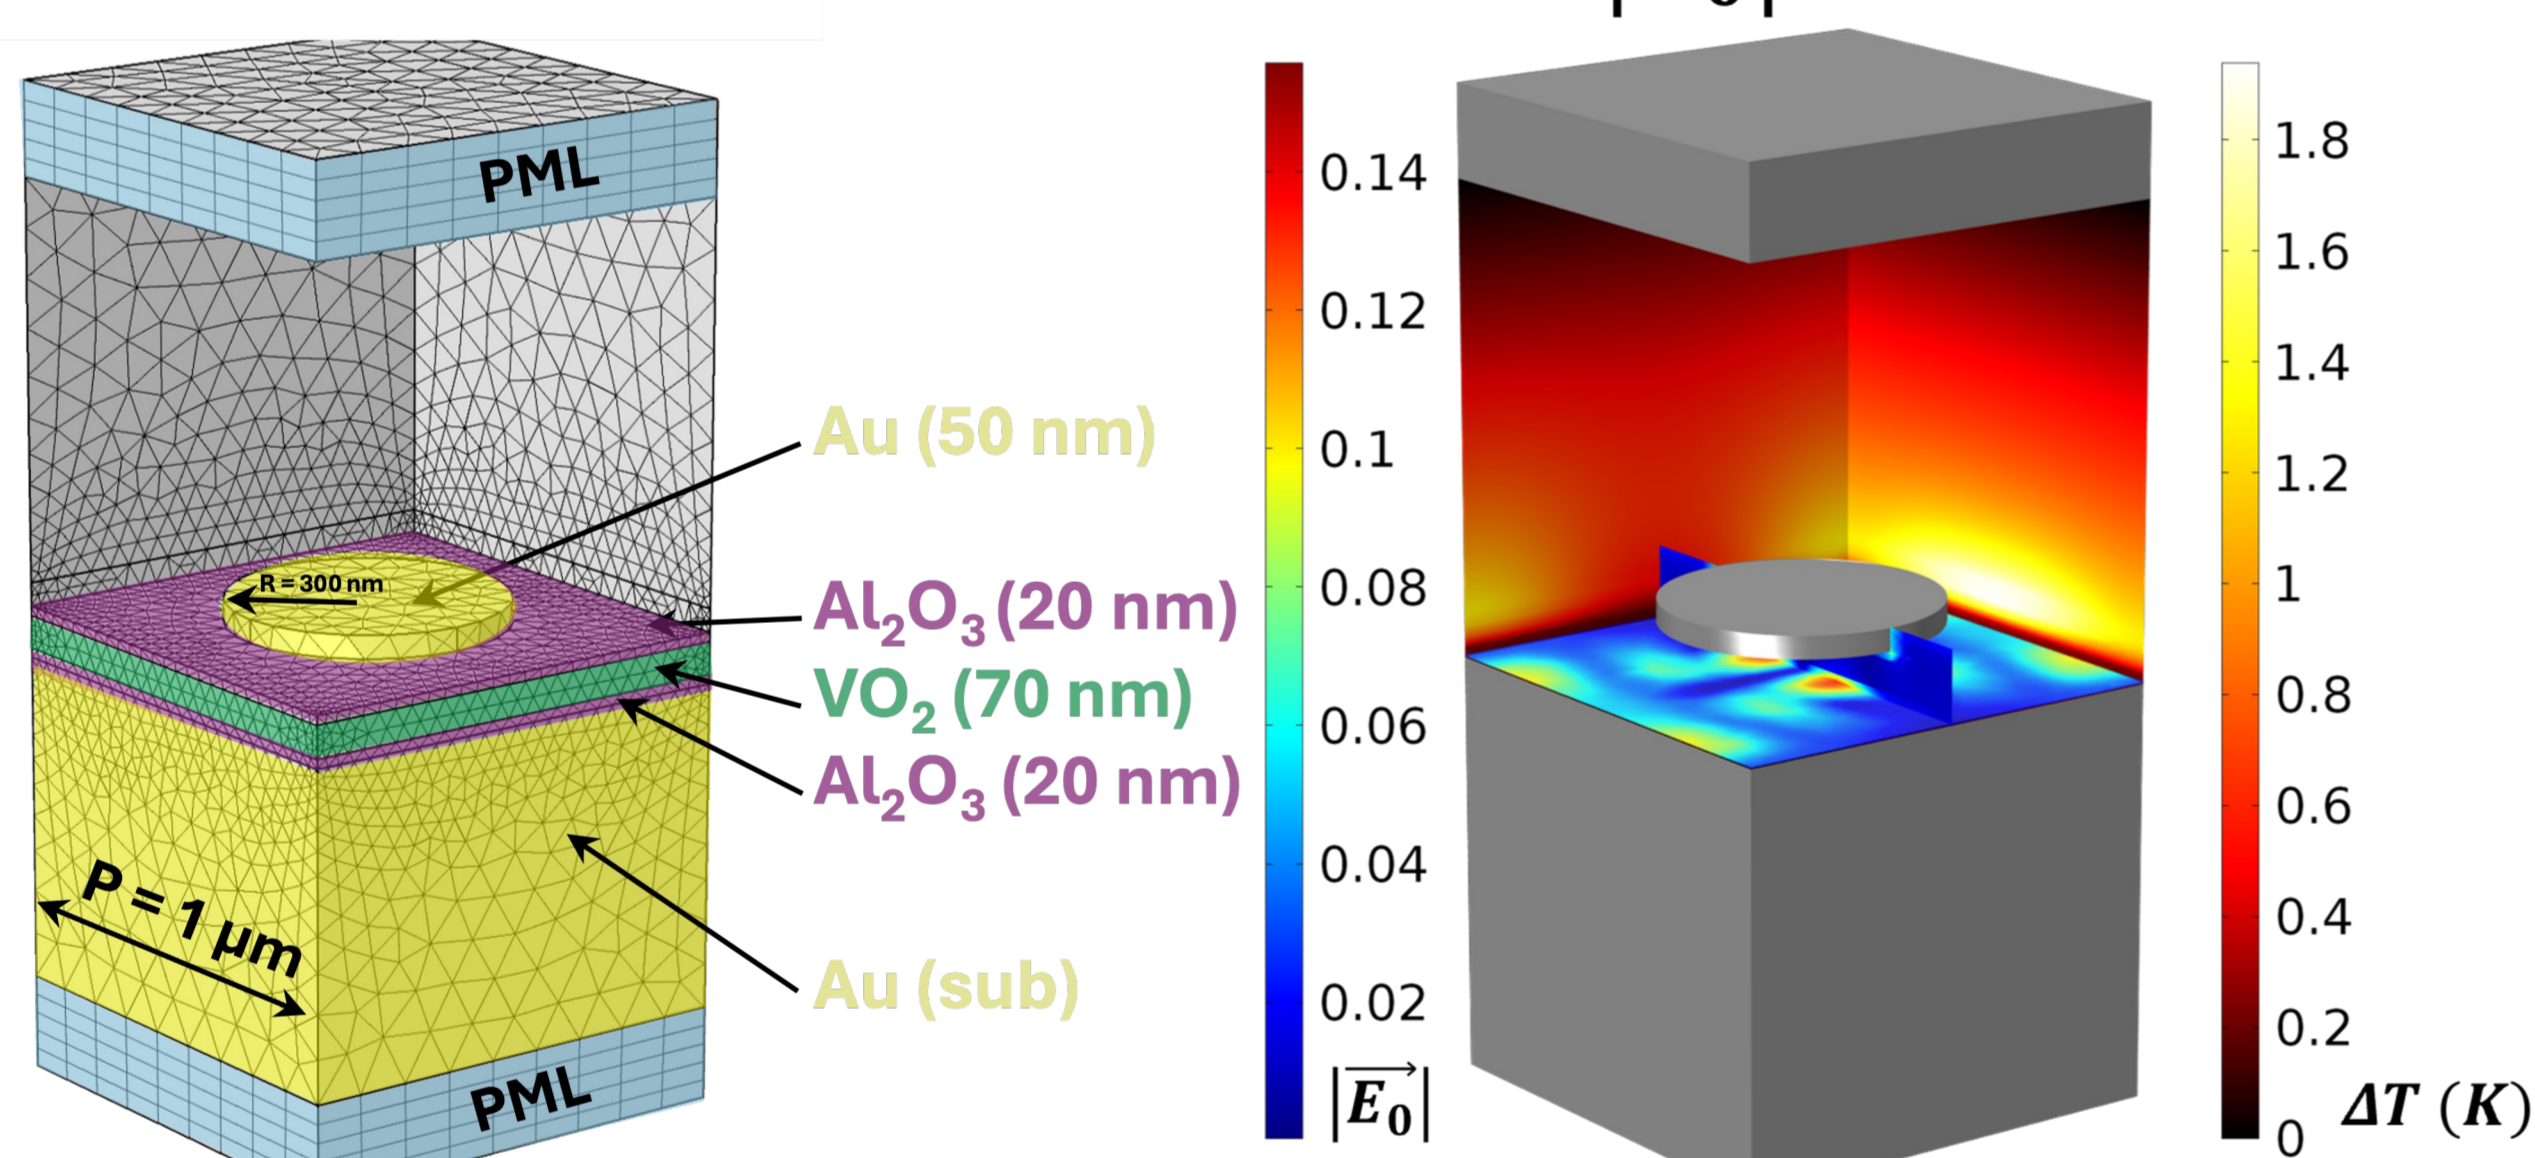 PML
R = 300 nm
Au (50 nm)
Al₂O₃ (20 nm)
VO₂ (70 nm)
Al₂O₃ (20 nm)
Au (sub)
P = 1 μm
PML
0.14
0.12
0.1
0.08
0.06
0.04
0.02
|E₀|
1.8
1.6
1.4
1.2
1
0.8
0.6
0.4
0.2
0
ΔT (K)